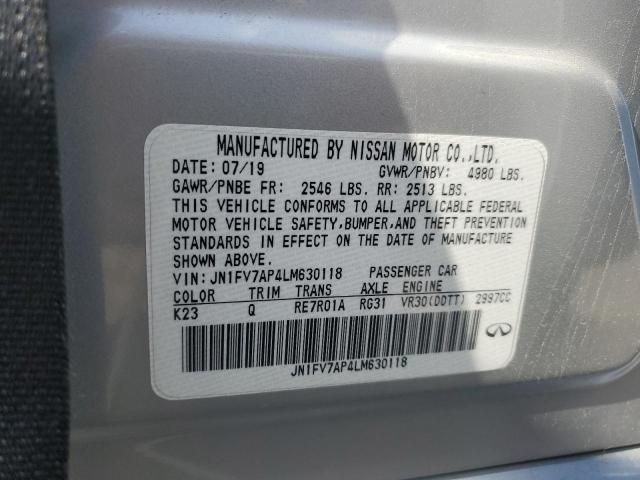 MANUFACTURED BY NISSAN MOTOR CO.,LTD.
DATE: 07/19 GVWR/PNBV: 4980 LBS.
GAWR/PNBE FR: 2546 LBS. RR: 2513 LBS.
THIS VEHICLE CONFORMS TO ALL APPLICABLE FEDERAL
MOTOR VEHICLE SAFETY,BUMPER,AND THEFT PREVENTION
STANDARDS IN EFFECT ON THE DATE OF MANUFACTURE
SHOWN ABOVE.
VIN: JN1FV7AP4LM630118 PASSENGER CAR
COLOR TRIM TRANS AXLE ENGINE
K23 Q RE7R01A RG31 VR30(DDTT) 2997CC
JN1FV7AP4LM630118